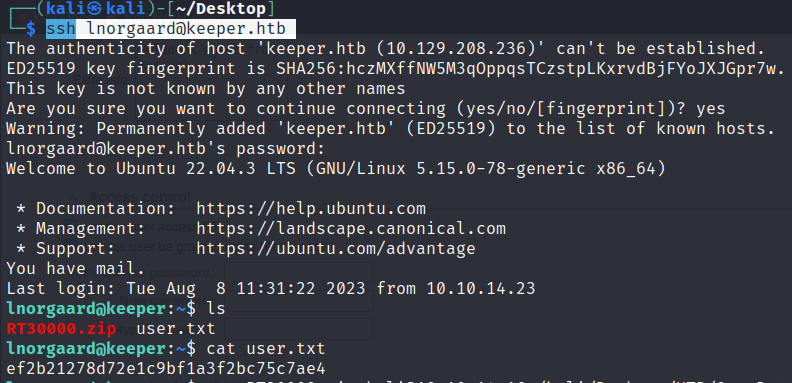 ┌──(kali㉿kali)-[~/Desktop]
└─$ ssh lnorgaard@keeper.htb
The authenticity of host 'keeper.htb (10.129.208.236)' can't be established.
ED25519 key fingerprint is SHA256:hczMXffNW5M3qOppqsTCzstpLKxrvdBjFYoJXJGpr7w.
This key is not known by any other names
Are you sure you want to continue connecting (yes/no/[fingerprint])? yes
Warning: Permanently added 'keeper.htb' (ED25519) to the list of known hosts.
lnorgaard@keeper.htb's password:
Welcome to Ubuntu 22.04.3 LTS (GNU/Linux 5.15.0-78-generic x86_64)
* Documentation: https://help.ubuntu.com
* Management: https://landscape.canonical.com
* Support: https://ubuntu.com/advantage
You have mail.
Last login: Tue Aug 8 11:31:22 2023 from 10.10.14.23
lnorgaard@keeper:~$ ls
RT30000.zip user.txt
lnorgaard@keeper:~$ cat user.txt
ef2b21278d72e1c9bf1a3f2bc75c7ae4